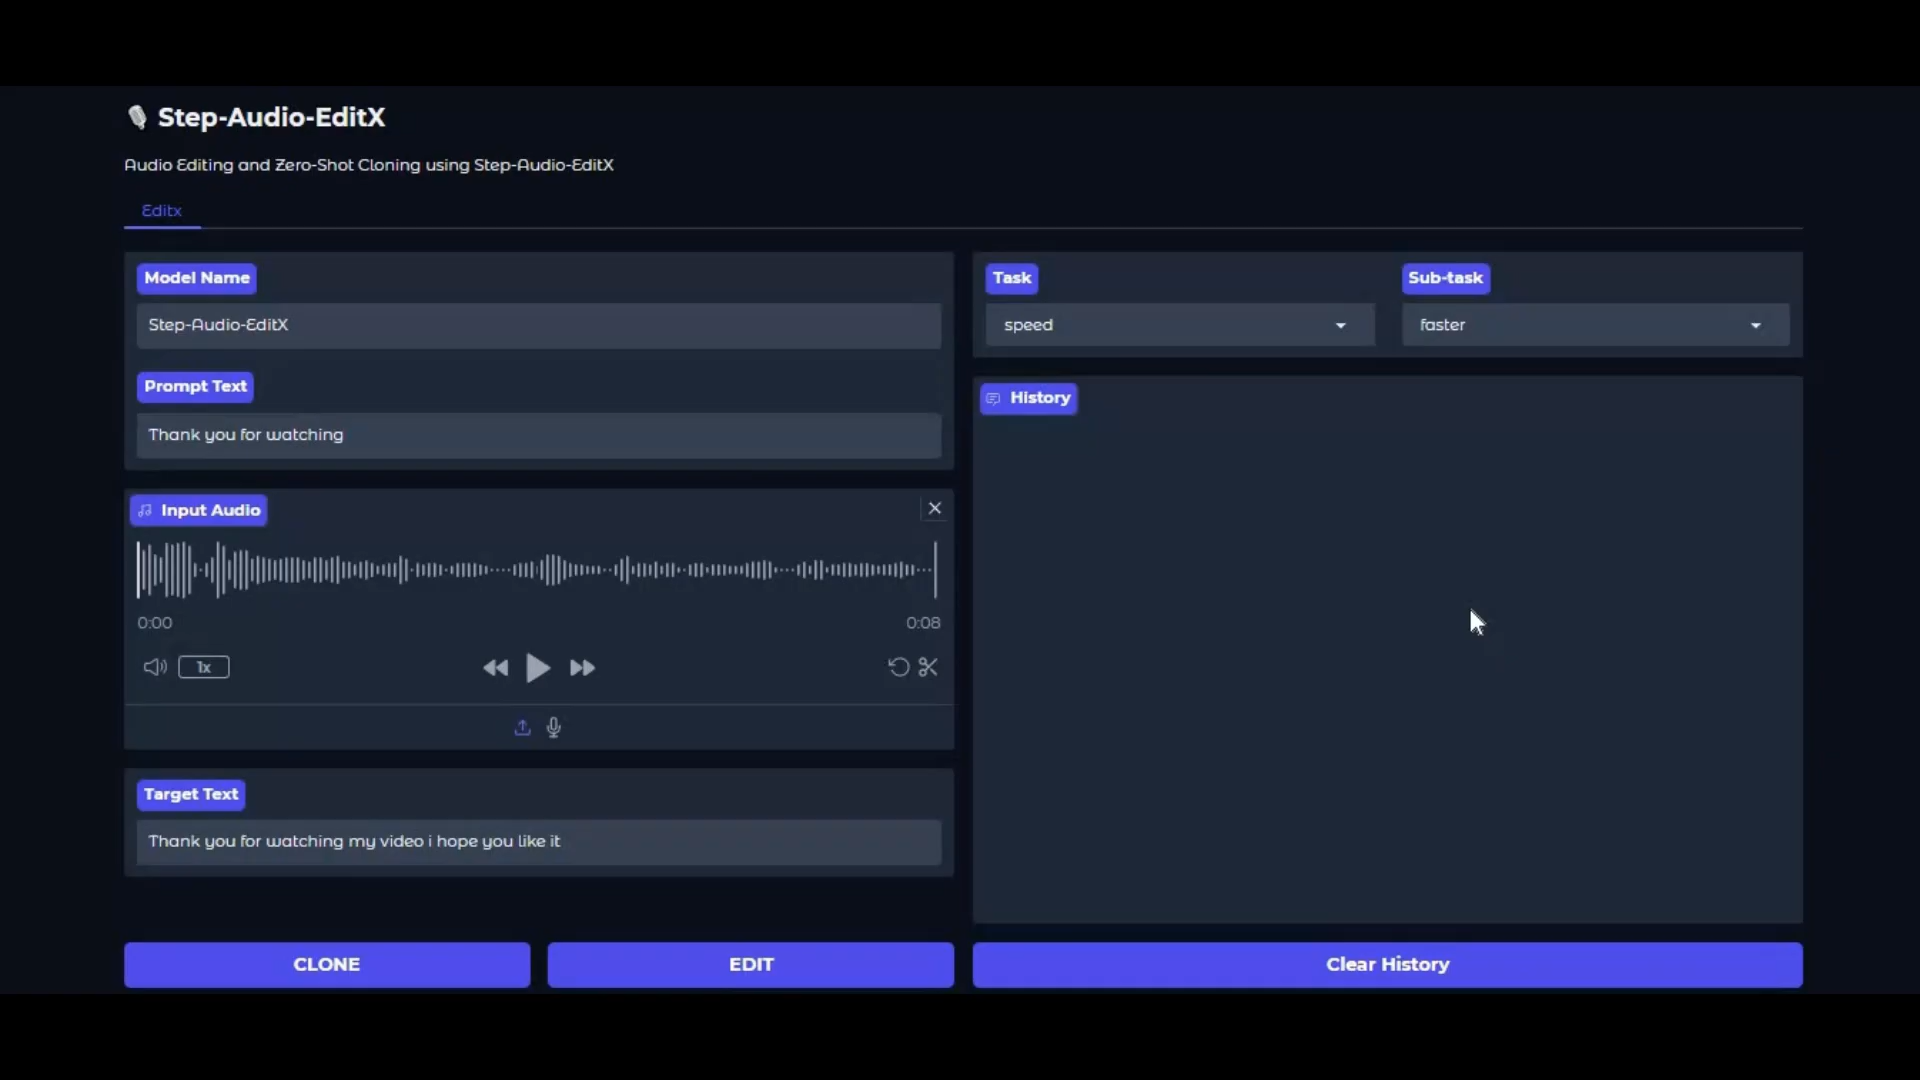 Step-Audio-EditX
Audio Editing and Zero-Shot Cloning using Step-Audio-EditX
Editx
Model Name
Step-Audio-EditX
Prompt Text
Thank you for watching
Input Audio
0:00
0:08
1x
Target Text
Thank you for watching my video i hope you like it
CLONE
EDIT
Task
speed
Sub-task
faster
History
Clear History